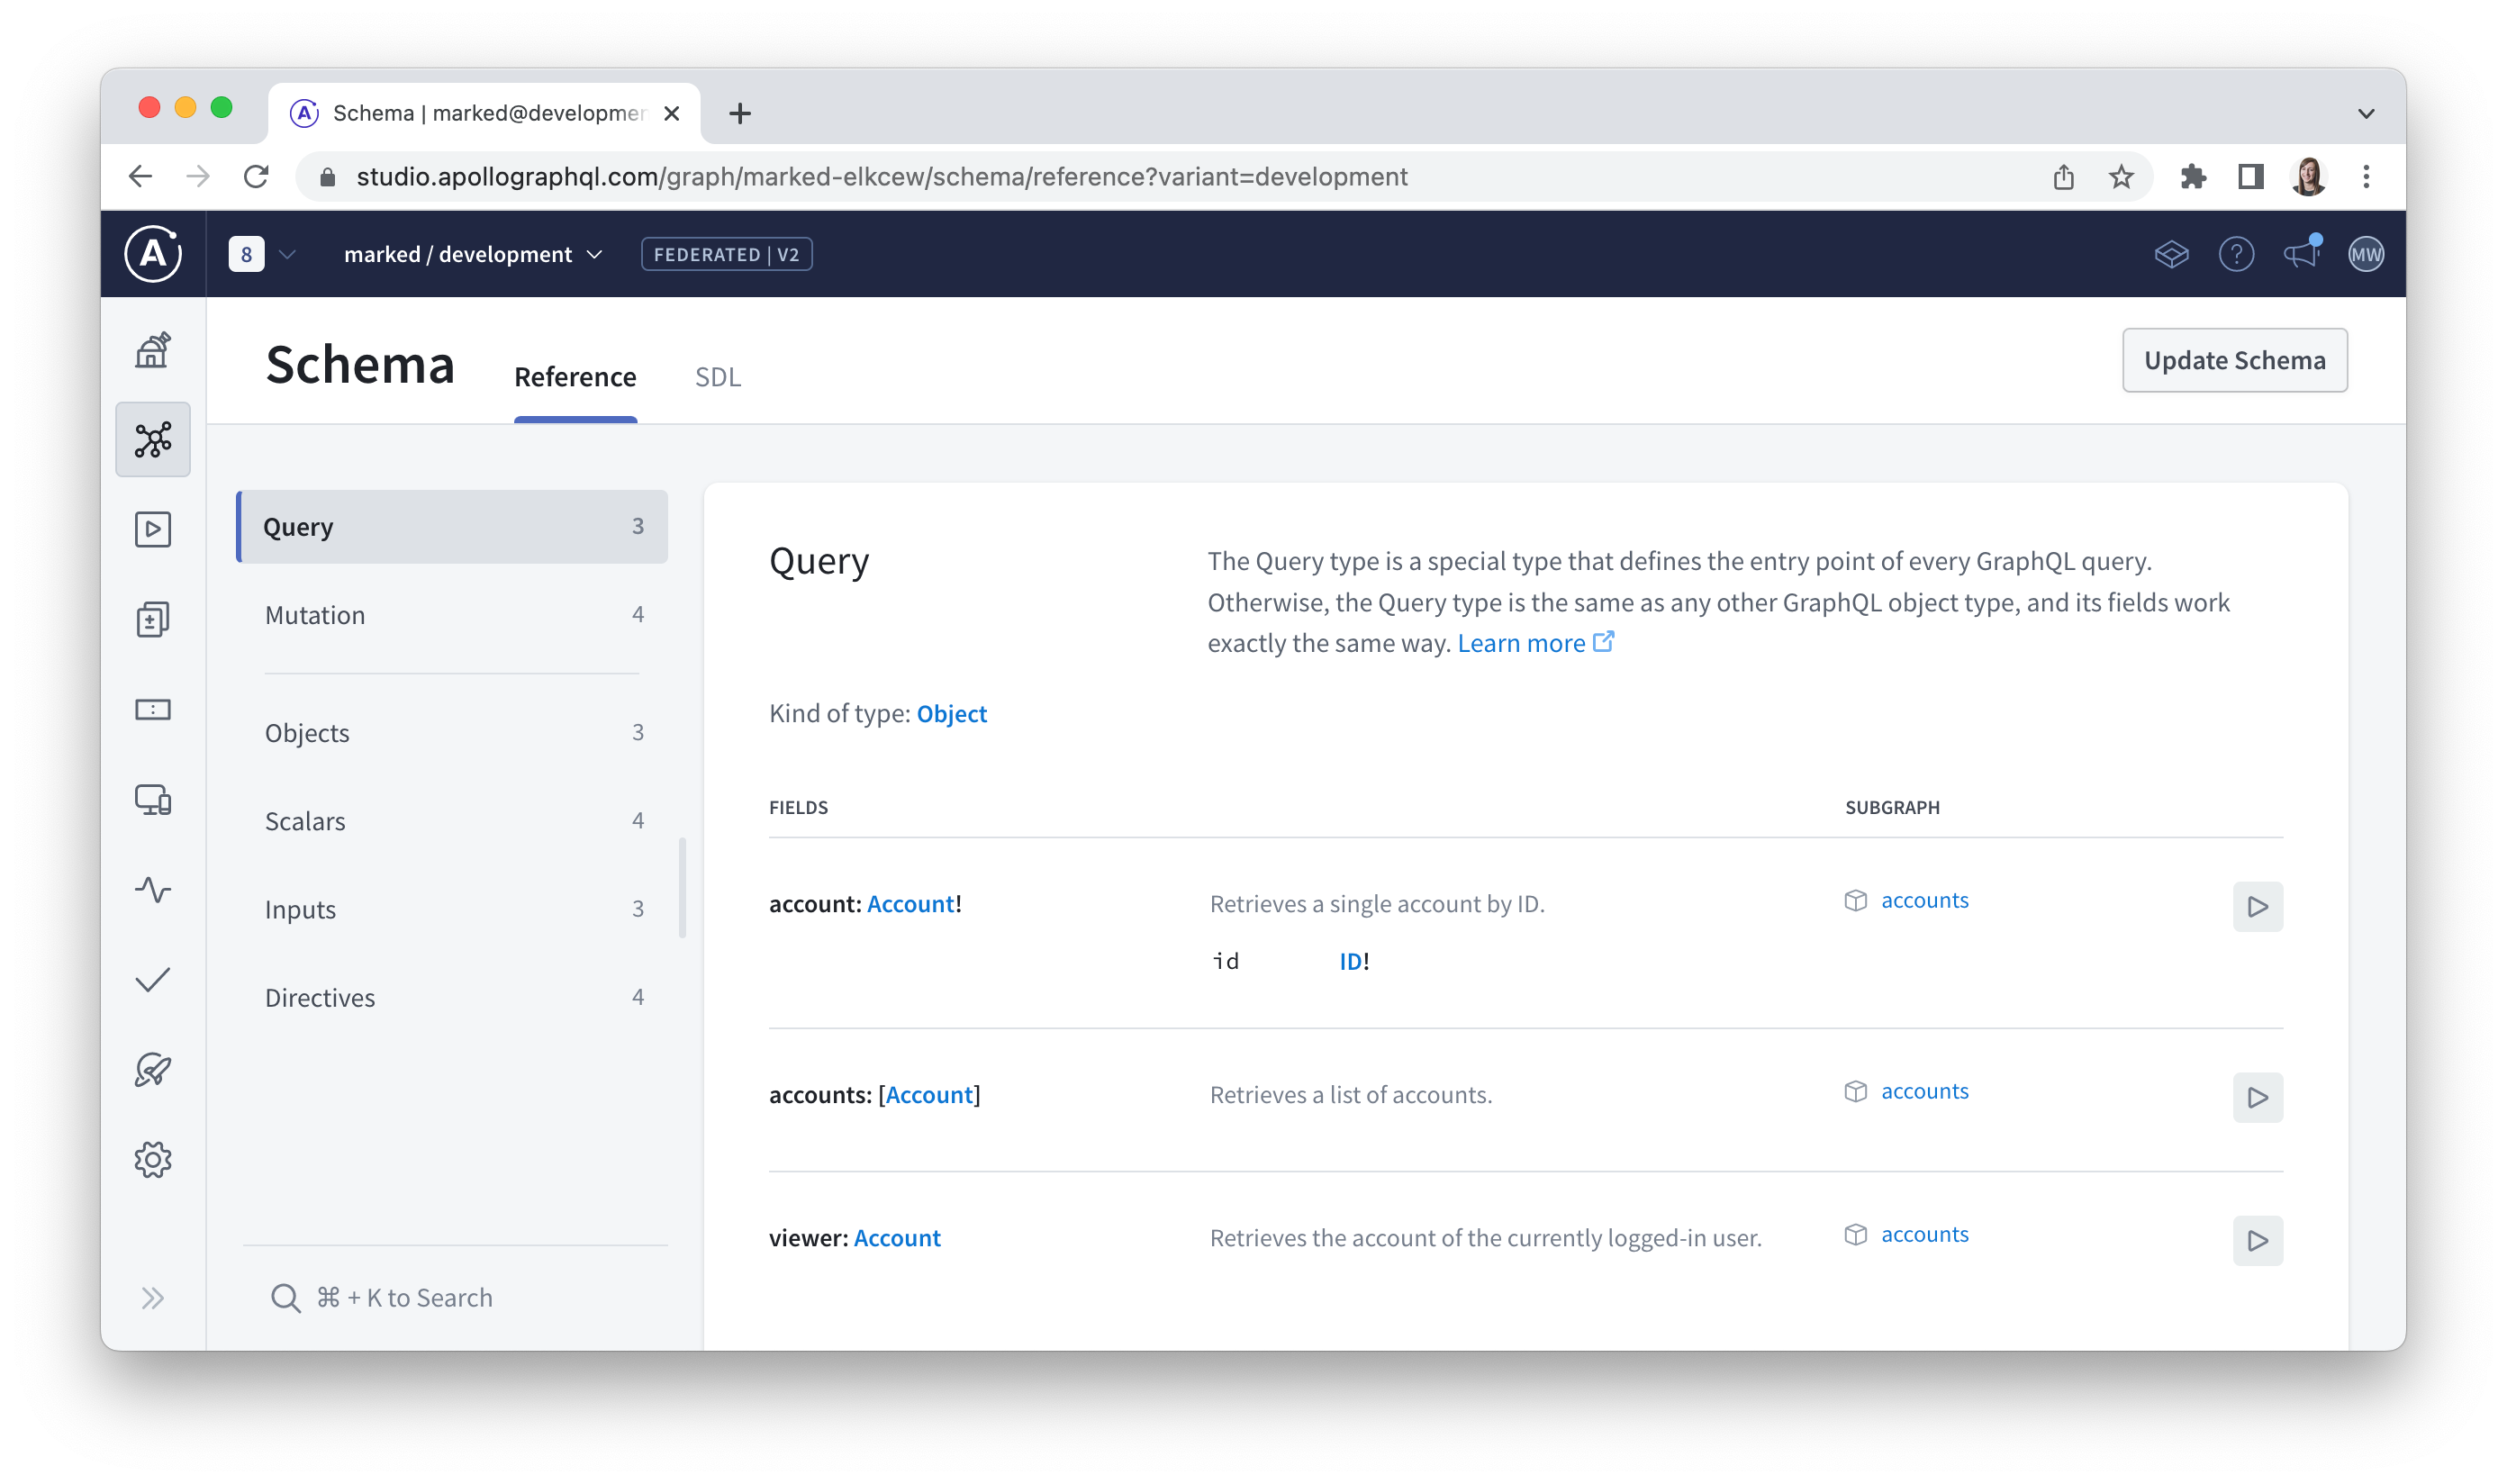 Schema | marked@developmen
studio.apollographql.com/graph/marked-elkcew/schema/reference?variant=development
A
8
marked / development
FEDERATED | V2
?
MW
Schema
Reference
SDL
Update Schema
Query 3
Mutation 4
Objects 3
Scalars 4
Inputs 3
Directives 4
⌘ + K to Search
Query
The Query type is a special type that defines the entry point of every GraphQL query.
Otherwise, the Query type is the same as any other GraphQL object type, and its fields work
exactly the same way. Learn more
Kind of type: Object
FIELDS SUBGRAPH
account: Account! Retrieves a single account by ID. accounts
id ID!
accounts: [Account] Retrieves a list of accounts. accounts
viewer: Account Retrieves the account of the currently logged-in user. accounts